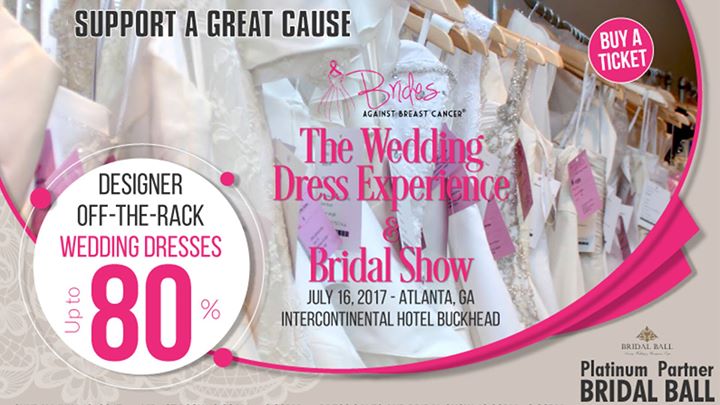 SUPPORT A GREAT CAUSE
BUY A
TICKET
Brides
AGAINST BREAST CANCER®
The Wedding
Dress Experience
&
Bridal Show
JULY 16, 2017 - ATLANTA, GA
INTERCONTINENTAL HOTEL BUCKHEAD
DESIGNER
OFF-THE-RACK
WEDDING DRESSES
Up to 80 %
BRIDAL BALL
Platinum Partner
BRIDAL BALL